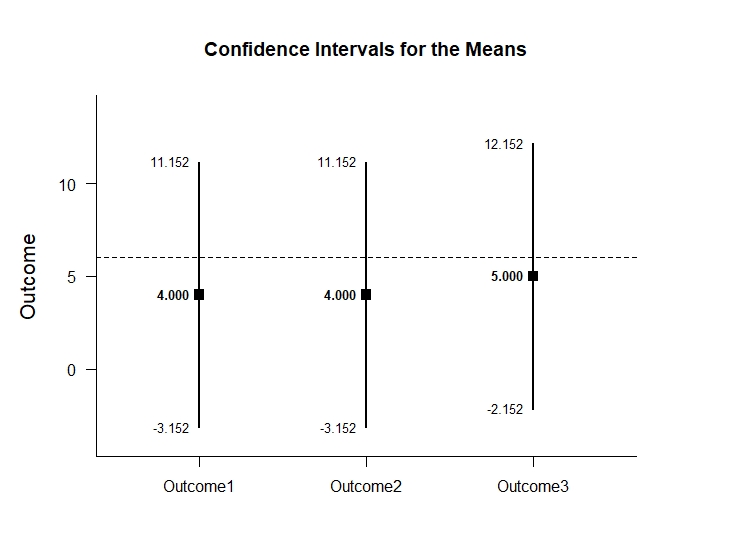 Confidence Intervals for the Means
12.152
11.152
11.152
10
Outcome
5
5.000
4.000
4.000
0
-2.152
-3.152
-3.152
Outcome1
Outcome2
Outcome3